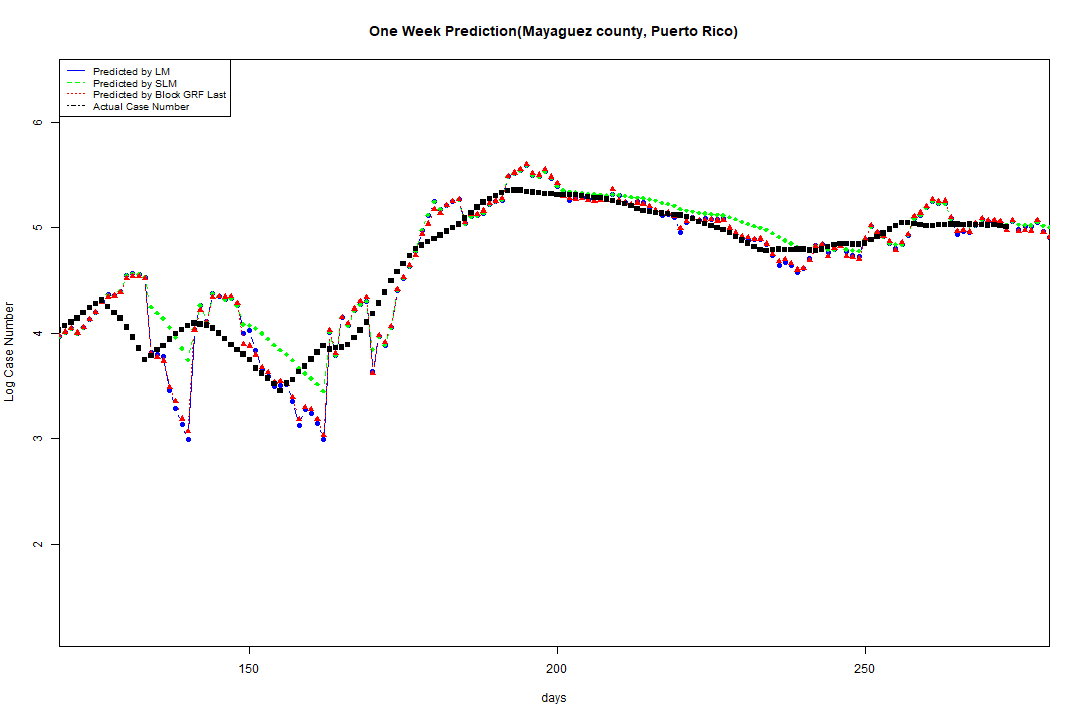 One Week Prediction(Mayaguez county, Puerto Rico)
Predicted by LM
Predicted by SLM
Predicted by Block GRF Last
Actual Case Number
6
5
4
3
2
Log Case Number
150 200 250
days